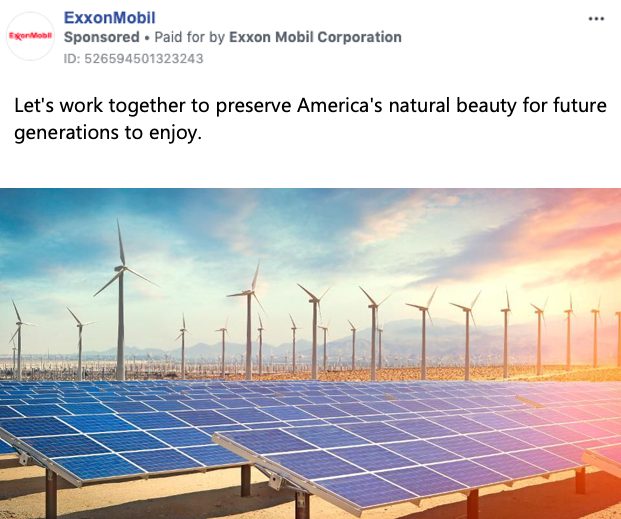 ExxonMobil
ExxonMobil
Sponsored • Paid for by Exxon Mobil Corporation
ID: 526594501323243
Let's work together to preserve America's natural beauty for future
generations to enjoy.